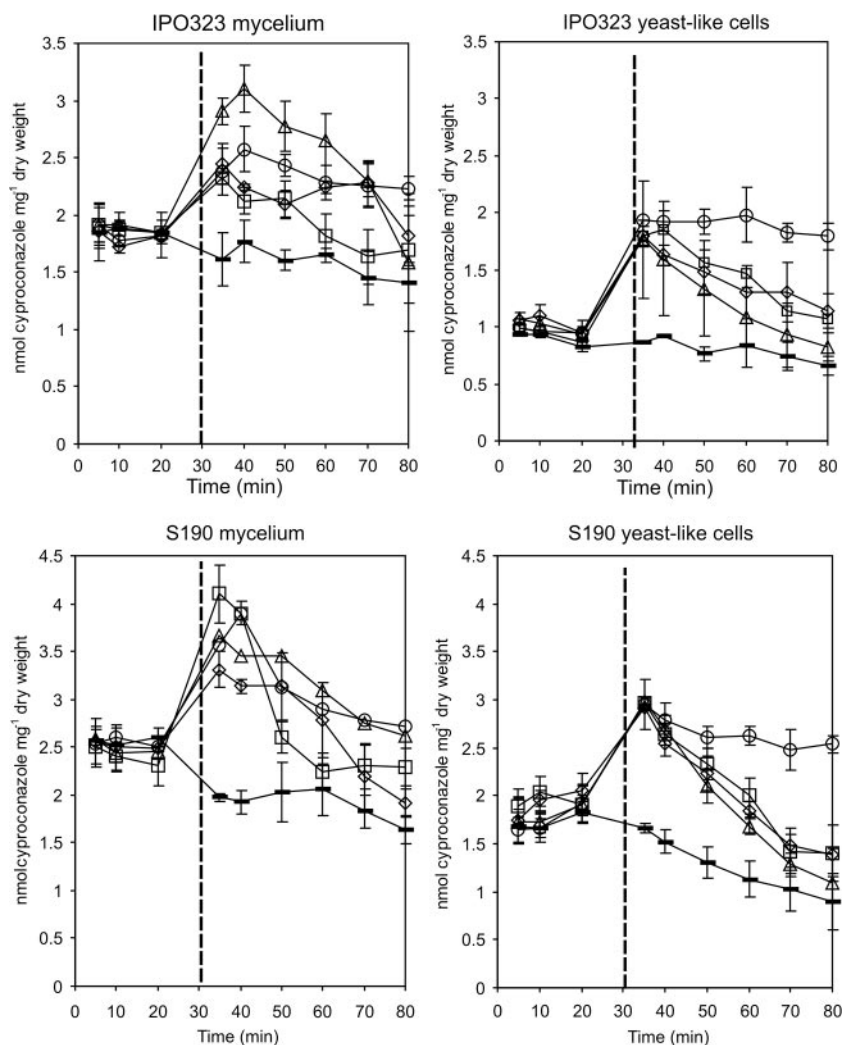 IPO323 mycelium
nmol cyproconazole mg-1 dry weight
3.5
3
2.5
2
1.5
1
0.5
0
0 10 20 30 40 50 60 70 80
Time (min)
IPO323 yeast-like cells
nmol cyproconazole mg1 dry weight
3.5
3
2.5
2
1.5
1
0.5
0
0 10 20 30 40 50 60 70 80
Time (min)
S190 mycelium
nmolcyproconazole mg-1 dry weight
4.5
4
3.5
3
2.5
2
1.5
1
0.5
0
0 10 20 30 40 50 60 70 80
Time (min)
S190 yeast-like cells
nmol cyproconazole mg-1 dry weight
4.5
4
3.5
3
2.5
2
1.5
1
0.5
0
0 10 20 30 40 50 60 70 80
Time (min)